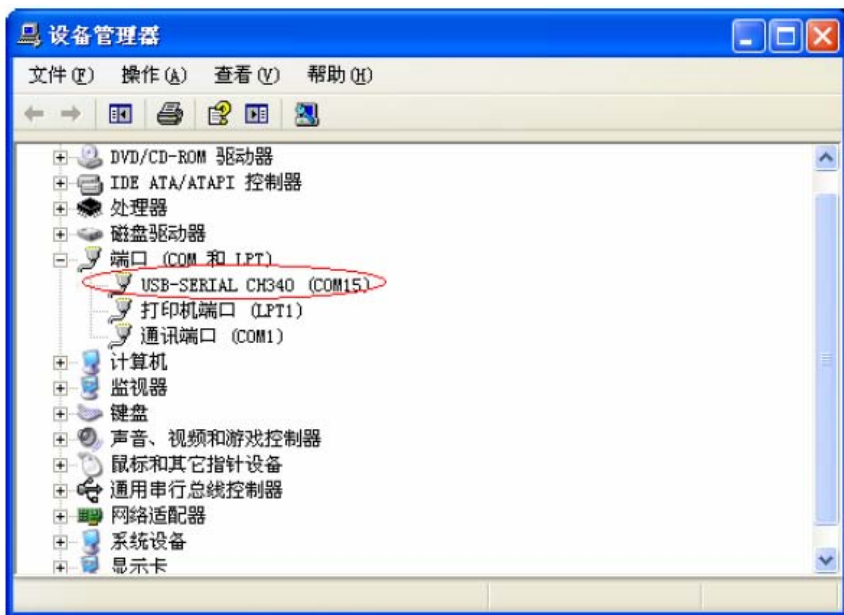 设备管理器
文件(F) 操作(A) 查看(V) 帮助(H)
DVD/CD-ROM 驱动器
IDE ATA/ATAPI 控制器
处理器
磁盘驱动器
端口 (COM 和 LPT)
USB-SERIAL CH340 (COM15)
打印机端口 (LPT1)
通讯端口 (COM1)
计算机
监视器
键盘
声音、视频和游戏控制器
鼠标和其它指针设备
通用串行总线控制器
网络适配器
系统设备
显示卡